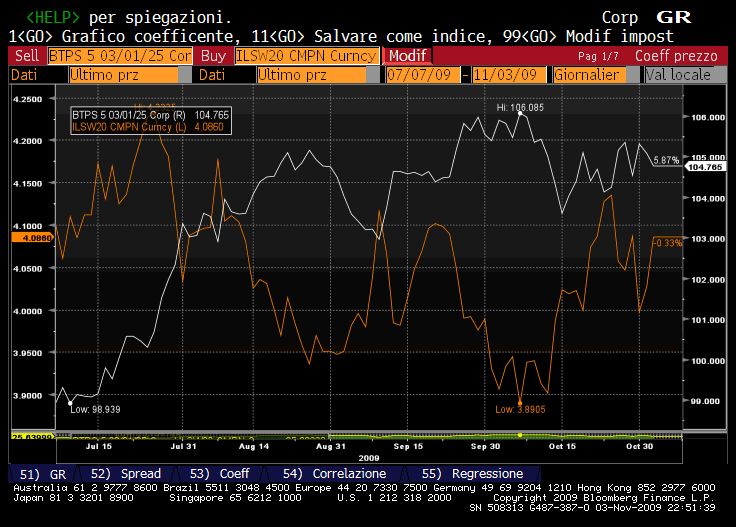 <HELP> per spiegazioni. Corp GR
1<GO> Grafico coefficente, 11<GO> Salvare come indice, 99<GO> Modif impost
Sell BTPS 5 03/01/25 Cor Buy ILSW20 CMPN Curncy Modif Pag 1/7 Coeff prezzo
Dati Ultimo prz Dati Ultimo prz 07/07/09 - 11/03/09 Giornalier Val locale
4.2500
Hi: 106.085
BTPS 5 03/01/25 Corp (R) 104.765
106.000
ILSW20 CMPN Curncy (L) 4.0860
4.2000
105.000
5.87%
104.765
4.1500
104.000
4.1000
103.000
4.0860
-0.33%
4.0500
102.000
4.0000
101.000
3.9500
100.000
3.9000
99.000
Low: 98.939
Low: 3.8905
Jul 15 Jul 31 Aug 14 Aug 31 Sep 15 Sep 30 Oct 15 Oct 30
2009
51) GR 52) Spread 53) Coeff 54) Correlazione 55) Regressione
Australia 61 2 9777 8600 Brazil 5511 3048 4500 Europe 44 20 7330 7500 Germany 49 69 9204 1210 Hong Kong 852 2977 6000
Japan 81 3 3201 8900 Singapore 65 6212 1000 U.S. 1 212 318 2000 Copyright 2009 Bloomberg Finance L.P.
SN 508313 G487-387-0 03-Nov-2009 22:51:39